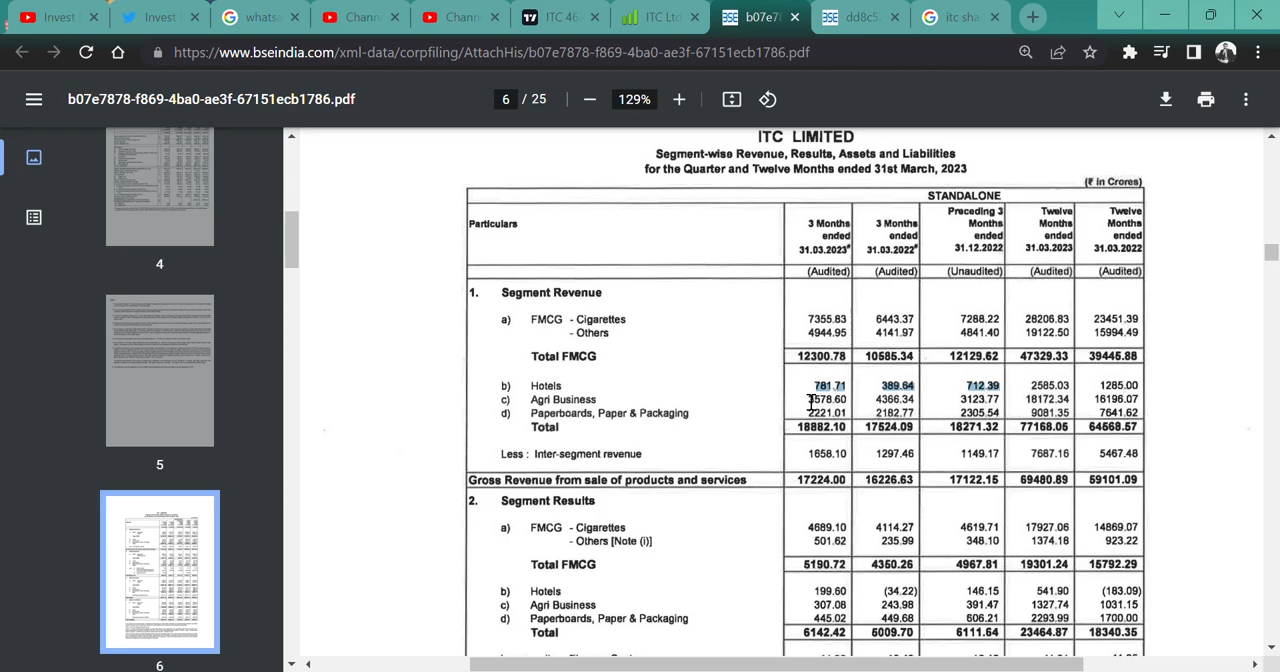 Invest
Invest
whats
Chann
Chann
ITC 46
ITC Ltd
b07e7
dd8c5
itc sha
https://www.bseindia.com/xml-data/corpfiling/AttachHis/b07e7878-f869-4ba0-ae3f-67151ecb1786.pdf
b07e7878-f869-4ba0-ae3f-67151ecb1786.pdf
6 / 25
129%
4
5
6
ITC LIMITED
Segment-wise Revenue, Results, Assets and Liabilities
for the Quarter and Twelve Months ended 31st March, 2023
(₹ in Crores)
STANDALONE
Particulars 3 Months ended 31.03.2023# 3 Months ended 31.03.2022# Preceding 3 Months ended 31.12.2022 Twelve Months ended 31.03.2023 Twelve Months ended 31.03.2022
(Audited) (Audited) (Unaudited) (Audited) (Audited)
1. Segment Revenue
a) FMCG - Cigarettes 7355.83 6443.37 7288.22 28206.83 23451.39
- Others 4944.95 4141.97 4841.40 19122.50 15994.49
Total FMCG 12300.78 10585.34 12129.62 47329.33 39445.88
b) Hotels 781.71 389.64 712.39 2585.03 1285.00
c) Agri Business 3578.60 4366.34 3123.77 18172.34 16196.07
d) Paperboards, Paper & Packaging 2221.01 2182.77 2305.54 9081.35 7641.62
Total 18882.10 17524.09 18271.32 77168.05 64568.57
Less : Inter-segment revenue 1658.10 1297.46 1149.17 7687.16 5467.48
Gross Revenue from sale of products and services 17224.00 16226.63 17122.15 69480.89 59101.09
2. Segment Results
a) FMCG - Cigarettes 4689.10 4114.27 4619.71 17927.06 14869.07
- Others [Note (i)] 501.62 235.99 348.10 1374.18 923.22
Total FMCG 5190.72 4350.26 4967.81 19301.24 15792.29
b) Hotels 199.60 (34.22) 146.15 541.90 (183.09)
c) Agri Business 307.08 243.98 391.47 1327.74 1031.15
d) Paperboards, Paper & Packaging 445.02 449.68 606.21 2293.99 1700.00
Total 6142.42 5009.70 6111.64 23464.87 18340.35